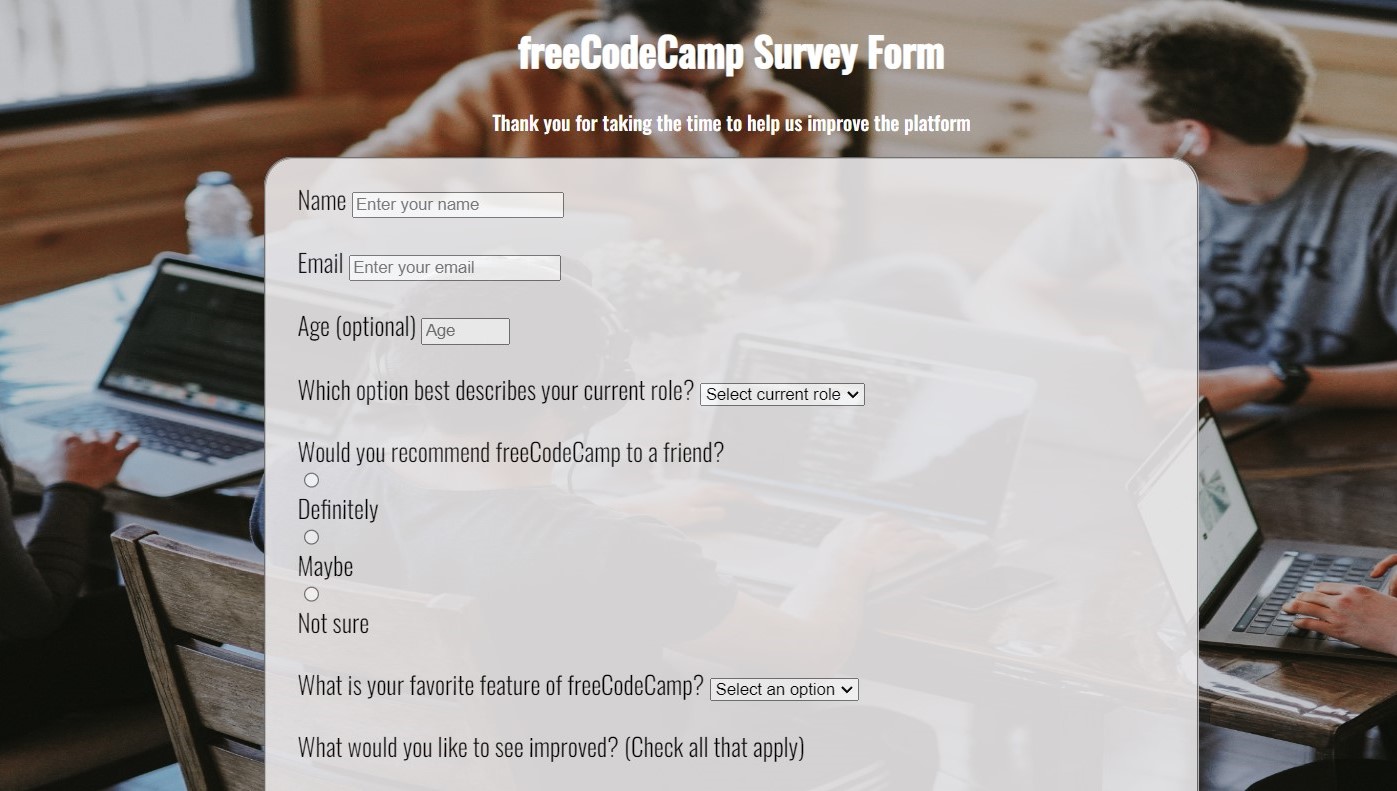 freeCodeCamp Survey Form
Thank you for taking the time to help us improve the platform
Name Enter your name
Email Enter your email
Age (optional) Age
Which option best describes your current role? Select current role
Would you recommend freeCodeCamp to a friend?
Definitely
Maybe
Not sure
What is your favorite feature of freeCodeCamp? Select an option
What would you like to see improved? (Check all that apply)